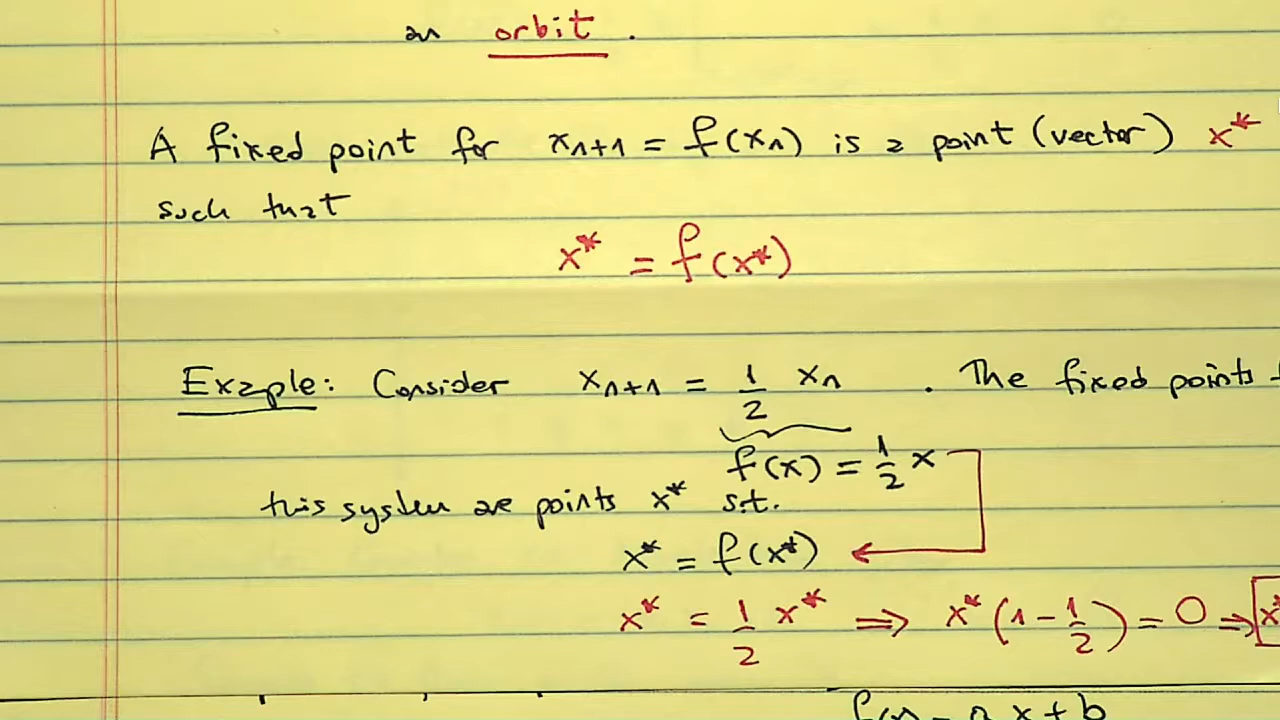 an orbit.
A fixed point for xn+1 = f(xn) is a point (vector) x*
such that
x* = f(x*)
Example: Consider xn+1 = 1/2 xn . The fixed points
f(x) = 1/2 x
this system are points x* s.t.
x* = f(x*)
x* = 1/2 x* ⟹ x*(1 - 1/2) = 0 ⟹ x*
ax + b